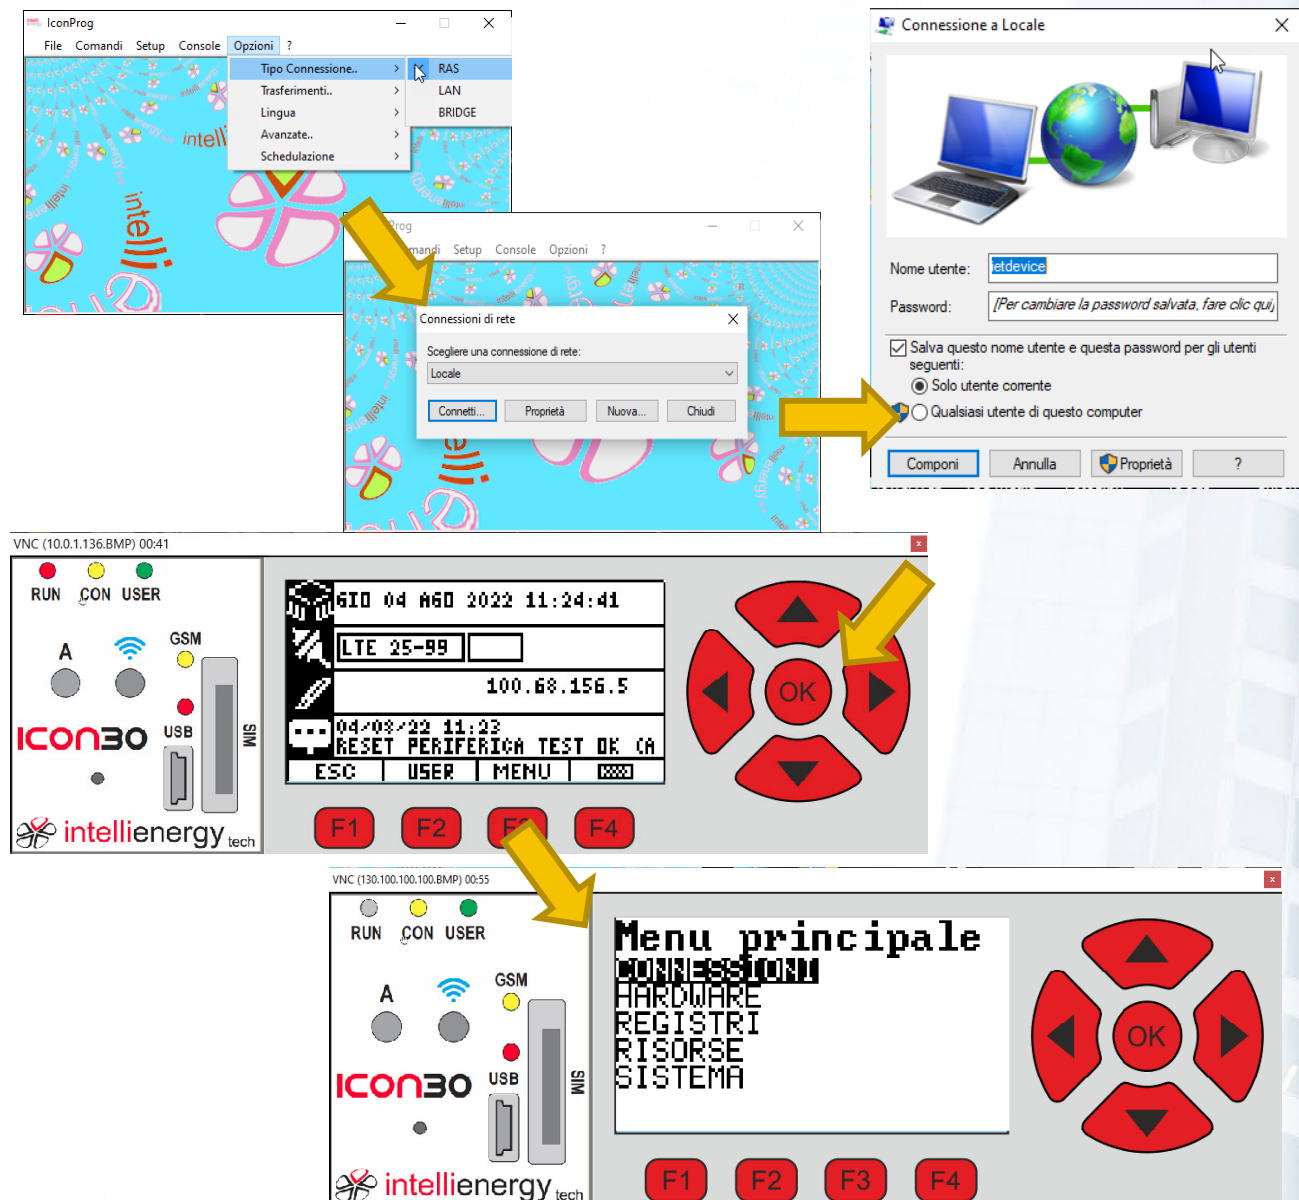 IconProg
File Comandi Setup Console Opzioni ?
Tipo Connessione.. > RAS
Trasferimenti.. > LAN
Lingua > BRIDGE
Avanzate.. >
Schedulazione >
intelli
Prog
mandi Setup Console Opzioni ?
Connessioni di rete
Scegliere una connessione di rete:
Locale
Connetti... Proprietà Nuova... Chiudi
Connessione a Locale
Nome utente: ietdevice
Password: [Per cambiare la password salvata, fare clic qui]
Salva questo nome utente e questa password per gli utenti
seguenti:
Solo utente corrente
Qualsiasi utente di questo computer
Componi Annulla Proprietà ?
VNC (10.0.1.136.BMP) 00:41
RUN CON USER
A GSM
USB
SIM
ICON30
intellienergy tech
GIO 04 AGO 2022 11:24:41
LTE 25-99
100.68.156.5
04/08/22 11:23
RESET PERIFERICA TEST OK (A
ESC USER MENU
OK
F1 F2 F3 F4
VNC (130.100.100.100.BMP) 00:55
RUN CON USER
A GSM
USB
SIM
ICON30
intellienergy tech
Menu principale
CONNESSIONI
HARDWARE
REGISTRI
RISORSE
SISTEMA
OK
F1 F2 F3 F4